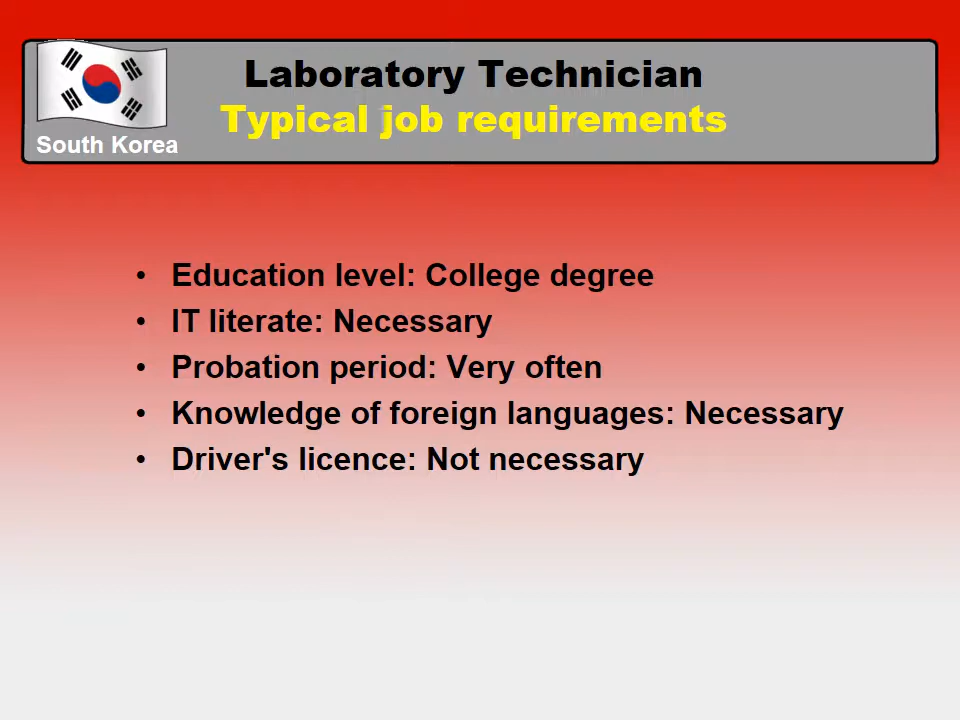 Laboratory Technician
Typical job requirements
South Korea
• Education level: College degree
• IT literate: Necessary
• Probation period: Very often
• Knowledge of foreign languages: Necessary
• Driver's licence: Not necessary